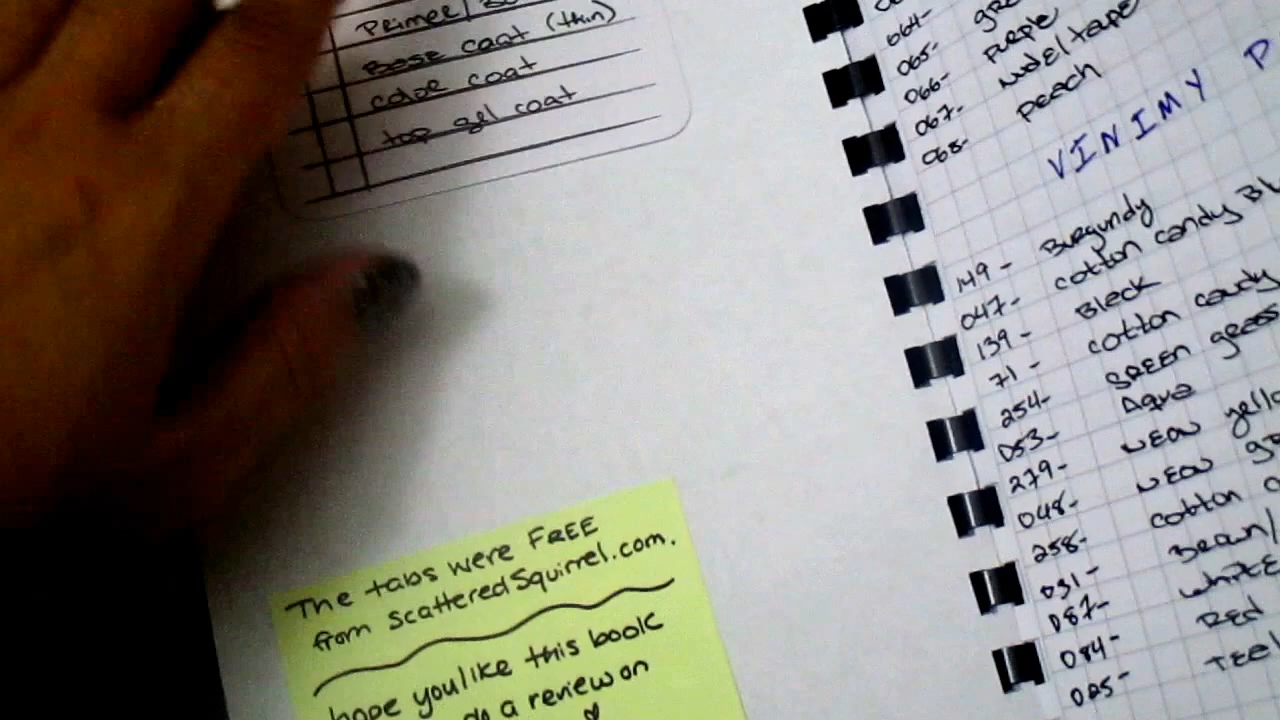 Primer/
Base coat (thin)
color coat
top gel coat
The tabs were FREE
from scatteredSquirrel.com.
hope you like this book
a review on
064-
065-
066- purple
067- Nudel tape
068- peach
VINIMY P
149- Burgundy
047- cotton candy Bl
139- Black
71- cotton candy
254- green grass
053- Aqua
279- Neon yello
048- Neon
258- cotton
031-
087- white
084- Red
025- Teel